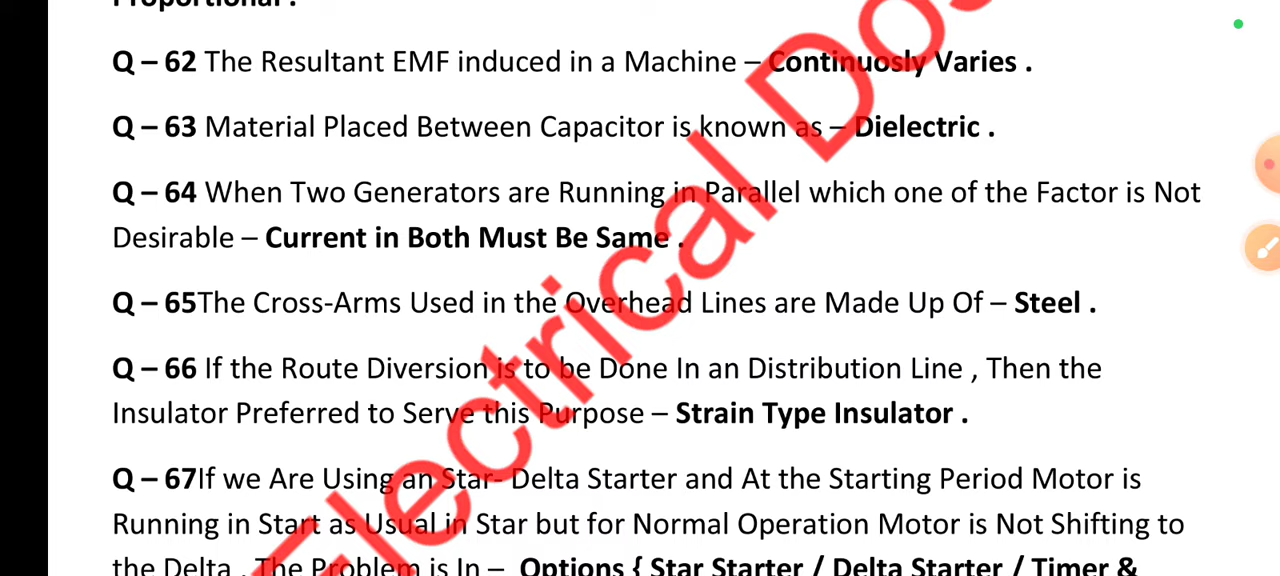 Proportional .
Q – 62 The Resultant EMF induced in a Machine – Continuously Varies .
Q – 63 Material Placed Between Capacitor is known as – Dielectric .
Q – 64 When Two Generators are Running in Parallel which one of the Factor is Not
Desirable – Current in Both Must Be Same .
Q – 65The Cross-Arms Used in the Overhead Lines are Made Up Of – Steel .
Q – 66 If the Route Diversion is to be Done In an Distribution Line , Then the
Insulator Preferred to Serve this Purpose – Strain Type Insulator .
Q – 67If we Are Using an Star- Delta Starter and At the Starting Period Motor is
Running in Start as Usual in Star but for Normal Operation Motor is Not Shifting to
the Delta . The Problem is In – Options { Star Starter / Delta Starter / Timer &
Electrical Dos